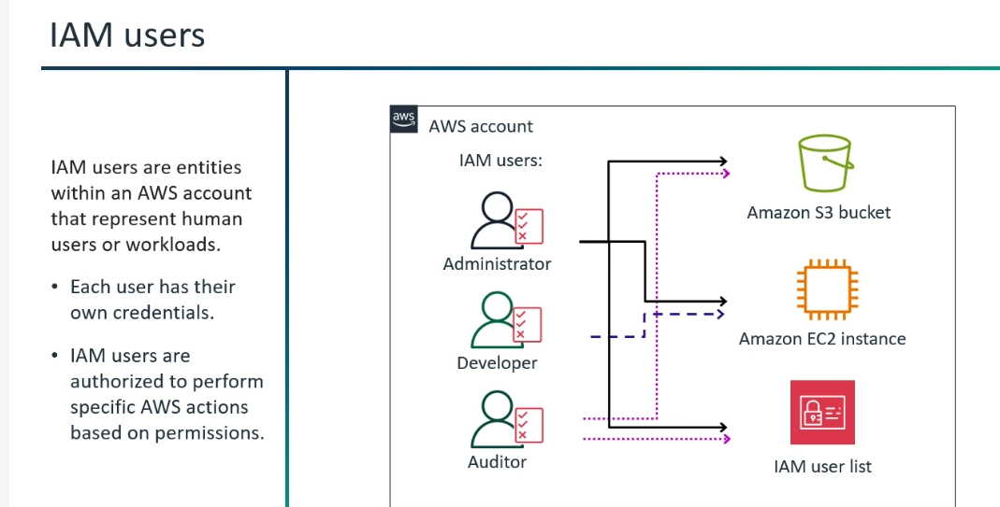 IAM users
IAM users are entities
within an AWS account
that represent human
users or workloads.
• Each user has their
own credentials.
• IAM users are
authorized to perform
specific AWS actions
based on permissions.
aws
AWS account
IAM users:
Administrator
Developer
Auditor
Amazon S3 bucket
Amazon EC2 instance
IAM user list